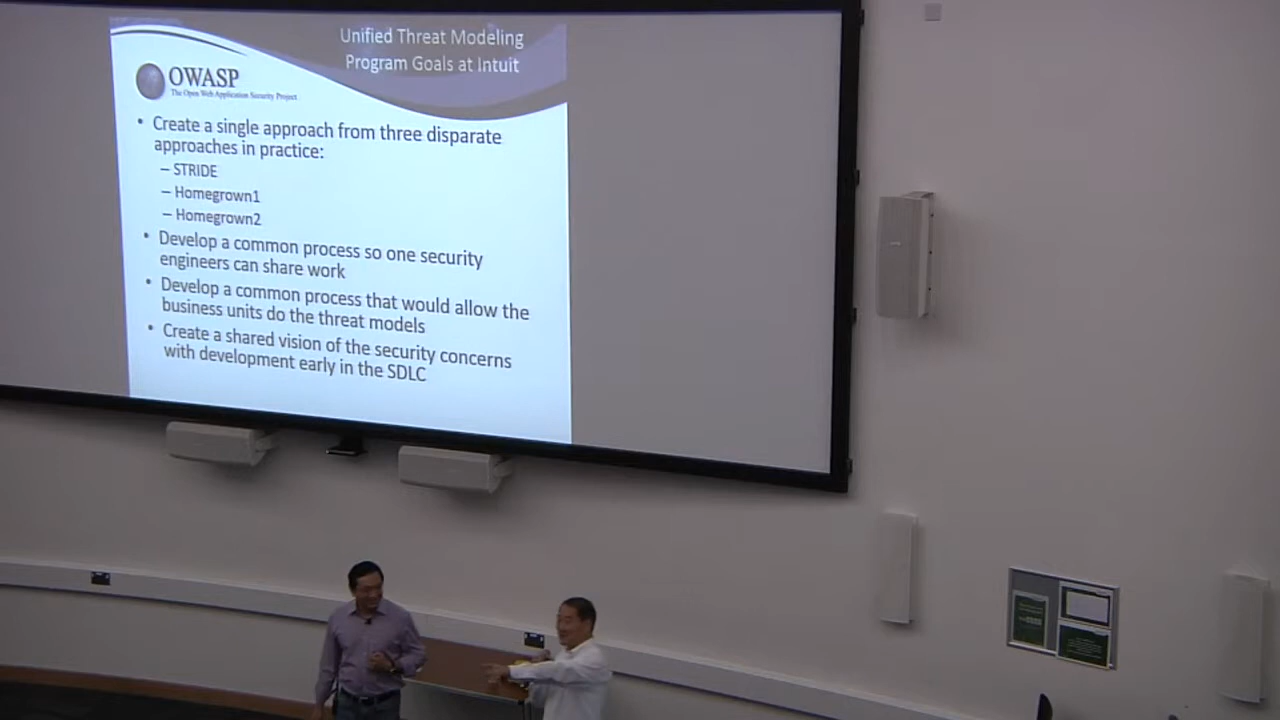 Unified Threat Modeling
Program Goals at Intuit
OWASP
The Open Web Application Security Project
• Create a single approach from three disparate
approaches in practice:
– STRIDE
– Homegrown1
– Homegrown2
• Develop a common process so one security
engineers can share work
• Develop a common process that would allow the
business units do the threat models
• Create a shared vision of the security concerns
with development early in the SDLC